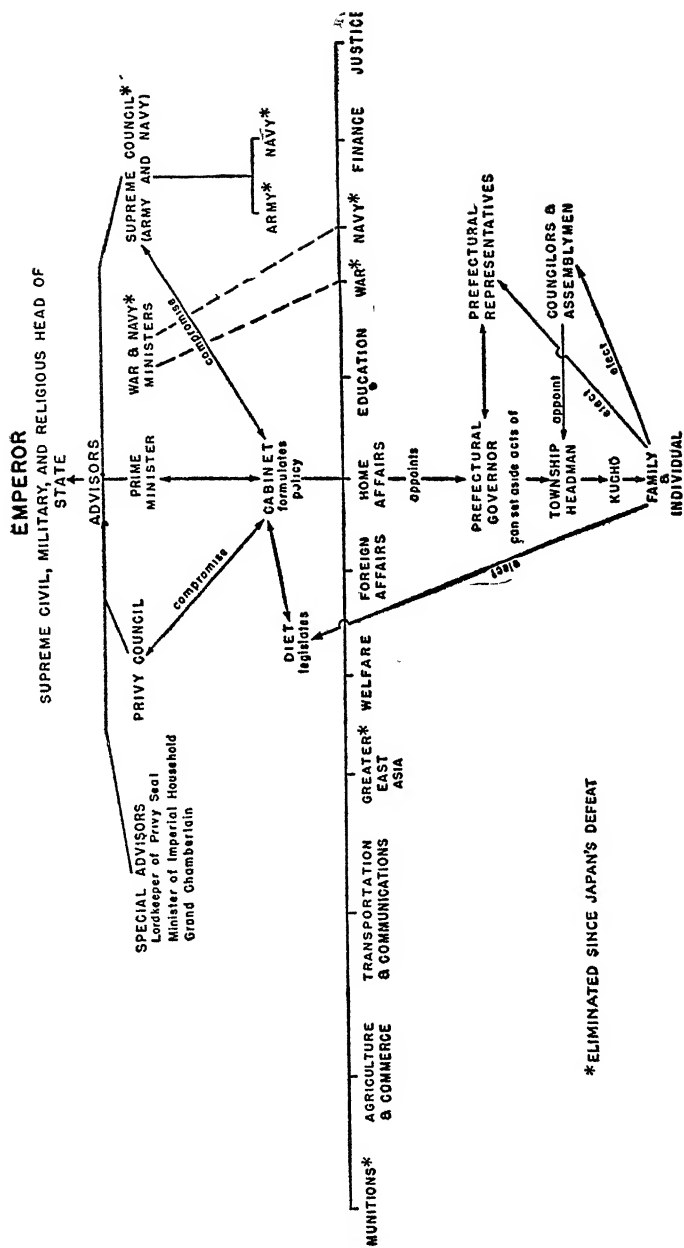 EMPEROR
SUPREME CIVIL, MILITARY, AND RELIGIOUS HEAD OF
STATE
ADVISORS
SPECIAL ADVISORS
Lordkeeper of Privy Seal
Minister of Imperial Household
Grand Chamberlain
PRIVY COUNCIL
PRIME
MINISTER
WAR & NAVY*
MINISTERS
SUPREME COUNCIL*
(ARMY AND NAVY)
ARMY* NAVY*
compromise
compromise
CABINET
formulates
policy
DIET
legislates
MUNITIONS*
AGRICULTURE
& COMMERCE
TRANSPORTATION
& COMMUNICATIONS
GREATER*
EAST
ASIA
WELFARE
FOREIGN
AFFAIRS
HOME
AFFAIRS
EDUCATION
WAR*
NAVY*
FINANCE
JUSTICE
appoints
PREFECTURAL
GOVERNOR
PREFECTURAL
REPRESENTATIVES
can set aside acts of
TOWNSHIP
HEADMAN
appoint
COUNCILORS &
ASSEMBLYMEN
KUCHŌ
elect
elect
elect
FAMILY
&
INDIVIDUAL
*ELIMINATED SINCE JAPAN'S DEFEAT